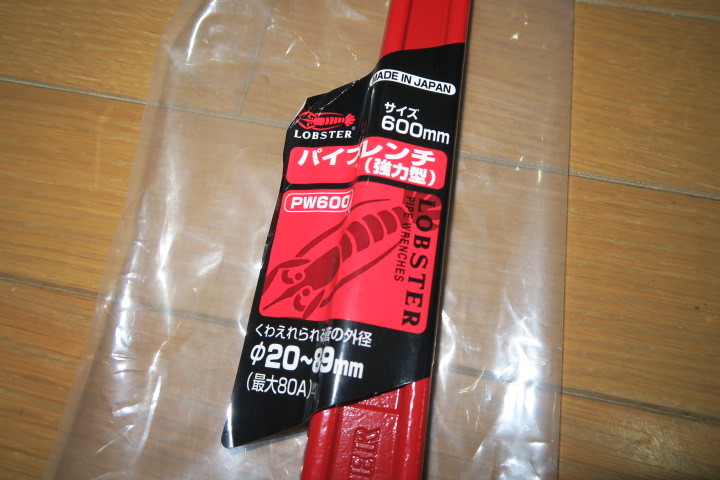 MADE IN JAPAN
サイズ
600mm
LOBSTER
パイプレンチ
(強力型)
PW600
LOBSTER
PIPE WRENCHES
くわえれられる管の外径
φ20~89mm
(最大80A)